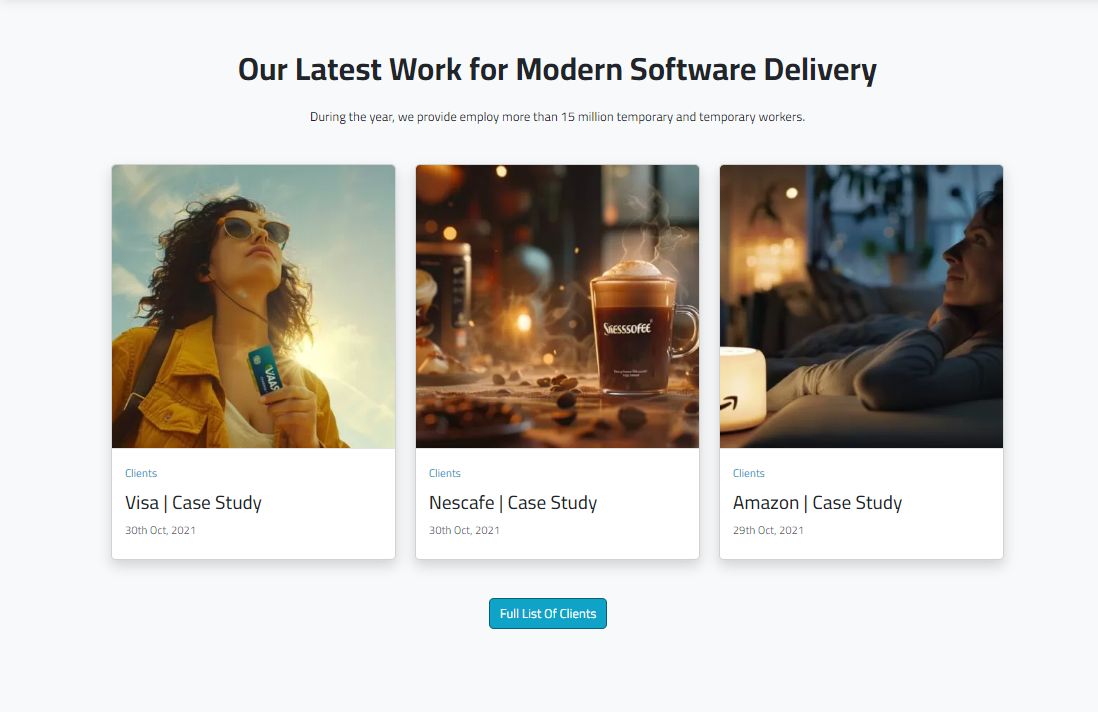 Our Latest Work for Modern Software Delivery
During the year, we provide employ more than 15 million temporary and temporary workers.
VAAS
Clients
Visa | Case Study
30th Oct, 2021
Clients
Nescafe | Case Study
30th Oct, 2021
Clients
Amazon | Case Study
29th Oct, 2021
Full List Of Clients